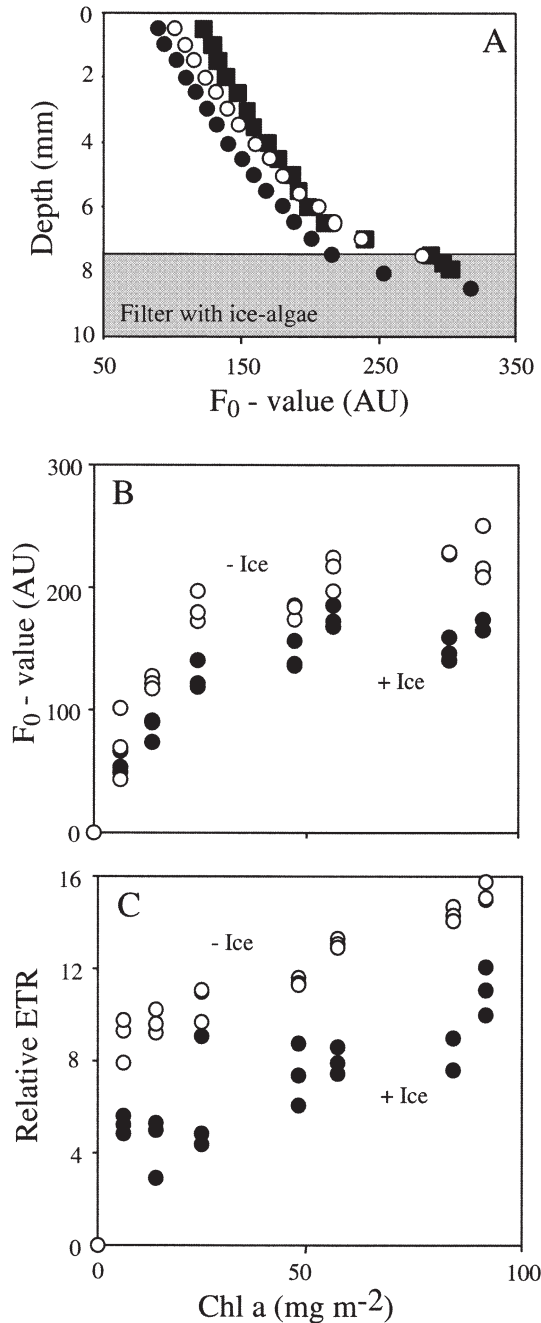 0
A
2
4
Depth (mm)
6
8
Filter with ice-algae
10
50 150 250 350
F0 - value (AU)
300
B
- Ice
200
F0 - value (AU)
+ Ice
100
0
16
C
- Ice
12
Relative ETR
8
+ Ice
4
0
0 50 100
Chl a (mg m-2)